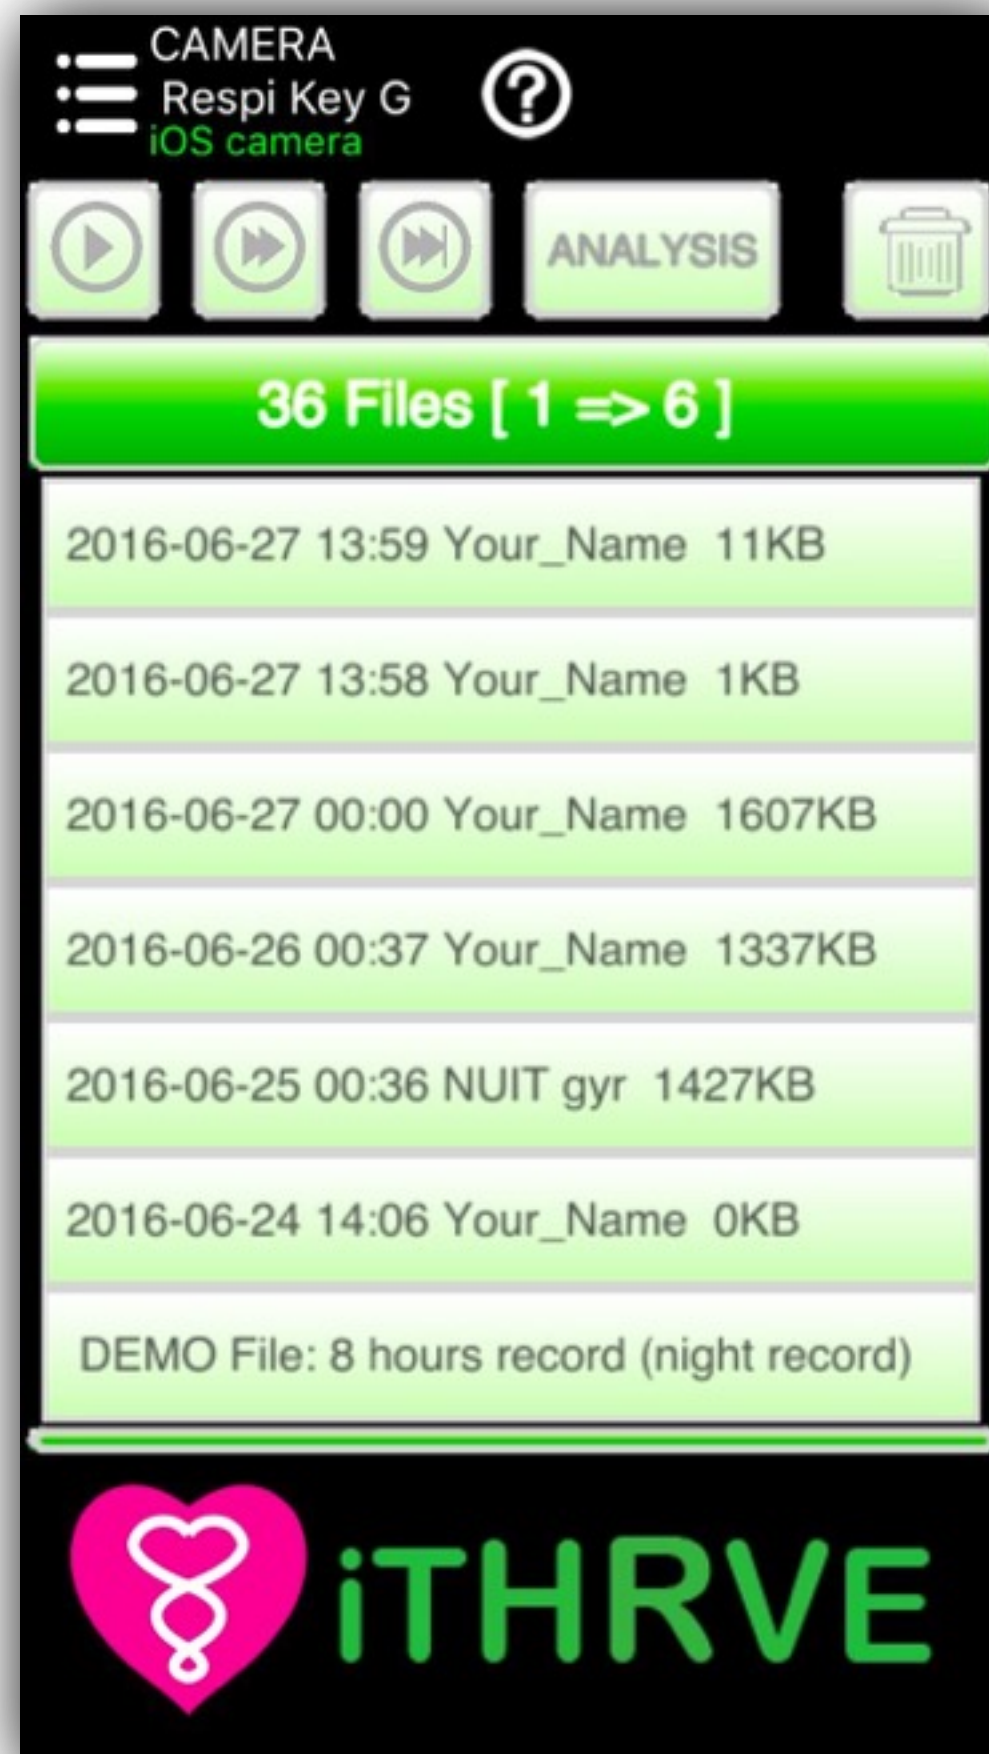 CAMERA
Respi Key G
iOS camera
ANALYSIS
36 Files [ 1 => 6 ]
2016-06-27 13:59 Your_Name 11KB
2016-06-27 13:58 Your_Name 1KB
2016-06-27 00:00 Your_Name 1607KB
2016-06-26 00:37 Your_Name 1337KB
2016-06-25 00:36 NUIT gyr 1427KB
2016-06-24 14:06 Your_Name 0KB
DEMO File: 8 hours record (night record)
iTHRVE